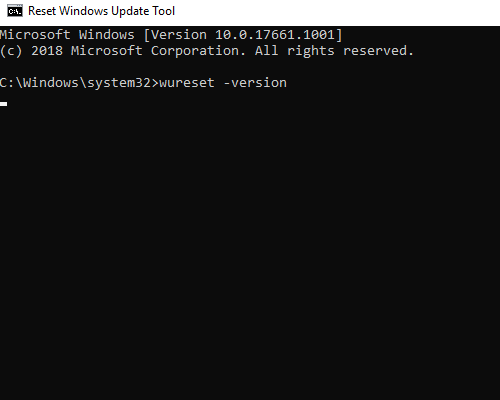 Reset Windows Update Tool
Microsoft Windows [Version 10.0.17661.1001]
(c) 2018 Microsoft Corporation. All rights reserved.
C:\Windows\system32>wureset -version